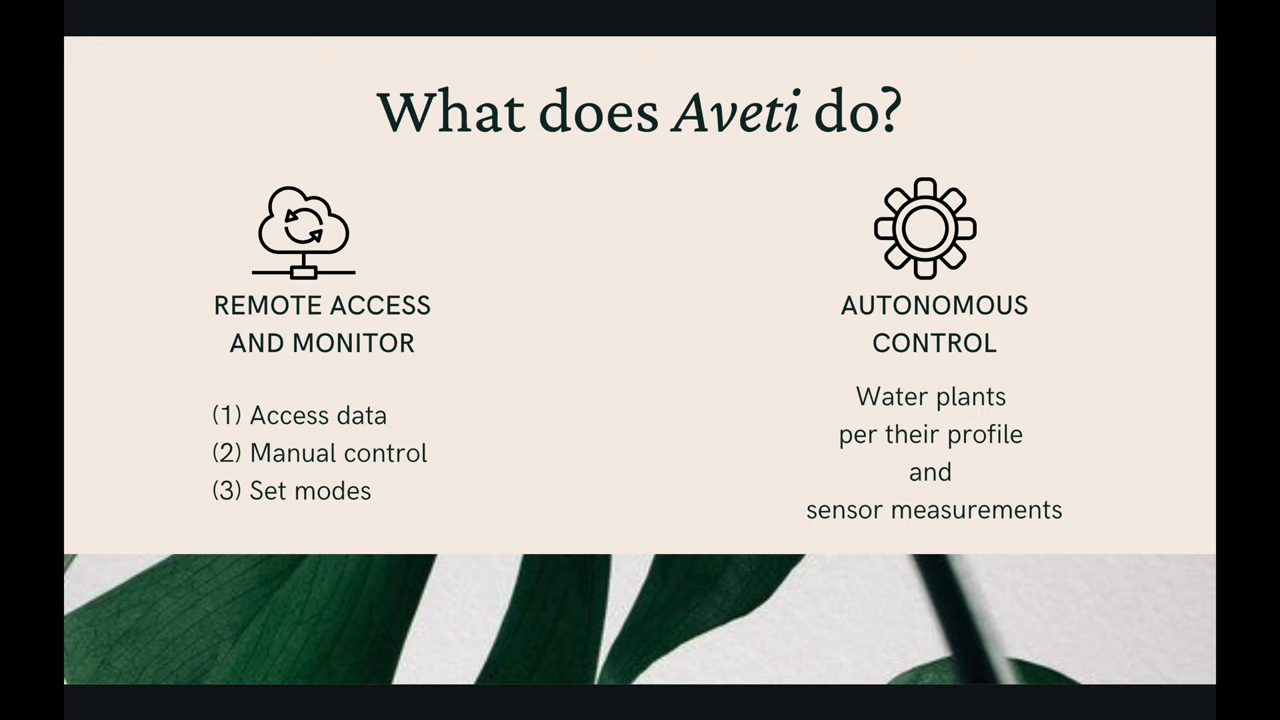 What does Aveti do?
REMOTE ACCESS
AND MONITOR
(1) Access data
(2) Manual control
(3) Set modes
AUTONOMOUS
CONTROL
Water plants
per their profile
and
sensor measurements